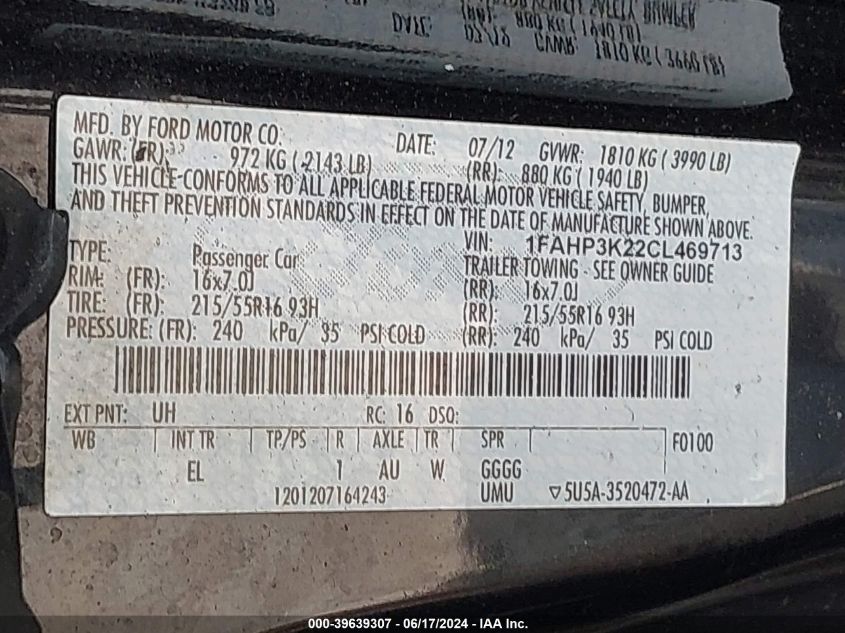 MFD. BY FORD MOTOR CO. DATE: 07/12 GVWR: 1810 KG ( 3990 LB)
GAWR: (FR): 972 KG ( 2143 LB) (RR): 880 KG ( 1940 LB)
THIS VEHICLE CONFORMS TO ALL APPLICABLE FEDERAL MOTOR VEHICLE SAFETY, BUMPER,
AND THEFT PREVENTION STANDARDS IN EFFECT ON THE DATE OF MANUFACTURE SHOWN ABOVE.
VIN: 1FAHP3K22CL469713
TYPE: Passenger Car TRAILER TOWING - SEE OWNER GUIDE
RIM: (FR): 16x7.0J (RR): 16x7.0J
TIRE: (FR): 215/55R16 93H (RR): 215/55R16 93H
PRESSURE: (FR): 240 kPa/ 35 PSI COLD (RR): 240 kPa/ 35 PSI COLD
EXT PNT: UH RC: 16 DSO:
WB INT TR TP/PS R AXLE TR SPR F0100
EL 1 AU W GGGG
1201207164243 UMU ▽5U5A-3520472-AA
000-39639307 - 06/17/2024 - IAA Inc.